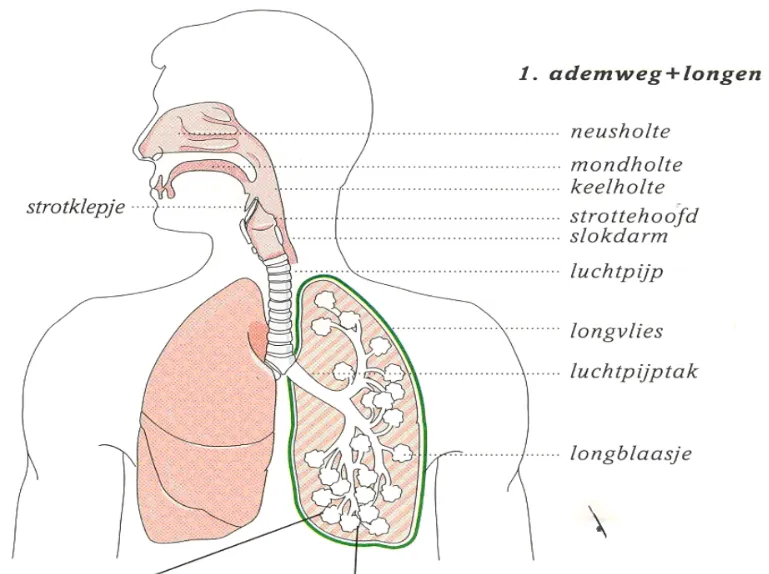 1. ademweg+longen
neusholte
mondholte
keelholte
strotklepje
strottehoofd
slokdarm
luchtpijp
longvlies
luchtpijptak
longblaasje